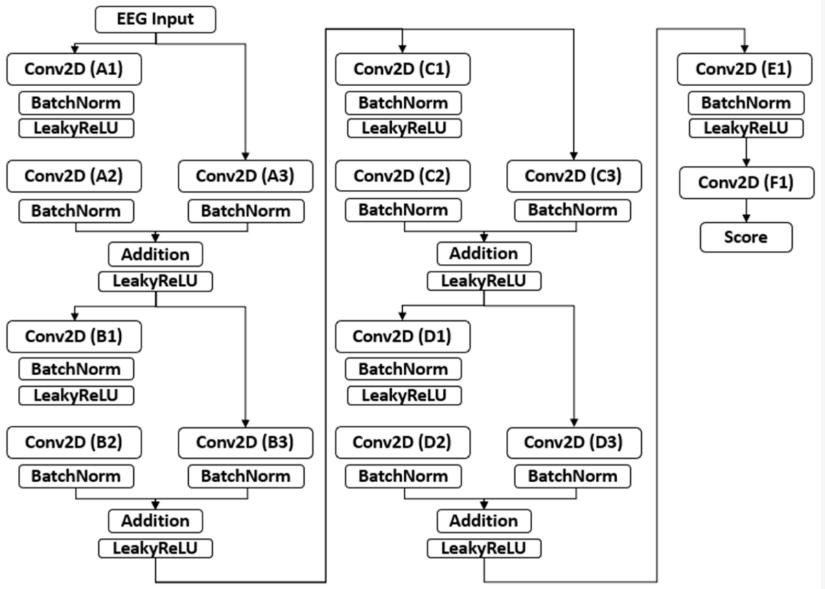 EEG Input
Conv2D (A1)
BatchNorm
LeakyReLU
Conv2D (A2)
Conv2D (A3)
BatchNorm
BatchNorm
Addition
LeakyReLU
Conv2D (B1)
BatchNorm
LeakyReLU
Conv2D (B2)
Conv2D (B3)
BatchNorm
BatchNorm
Addition
LeakyReLU
Conv2D (C1)
BatchNorm
LeakyReLU
Conv2D (C2)
Conv2D (C3)
BatchNorm
BatchNorm
Addition
LeakyReLU
Conv2D (D1)
BatchNorm
LeakyReLU
Conv2D (D2)
Conv2D (D3)
BatchNorm
BatchNorm
Addition
LeakyReLU
Conv2D (E1)
BatchNorm
LeakyReLU
Conv2D (F1)
Score